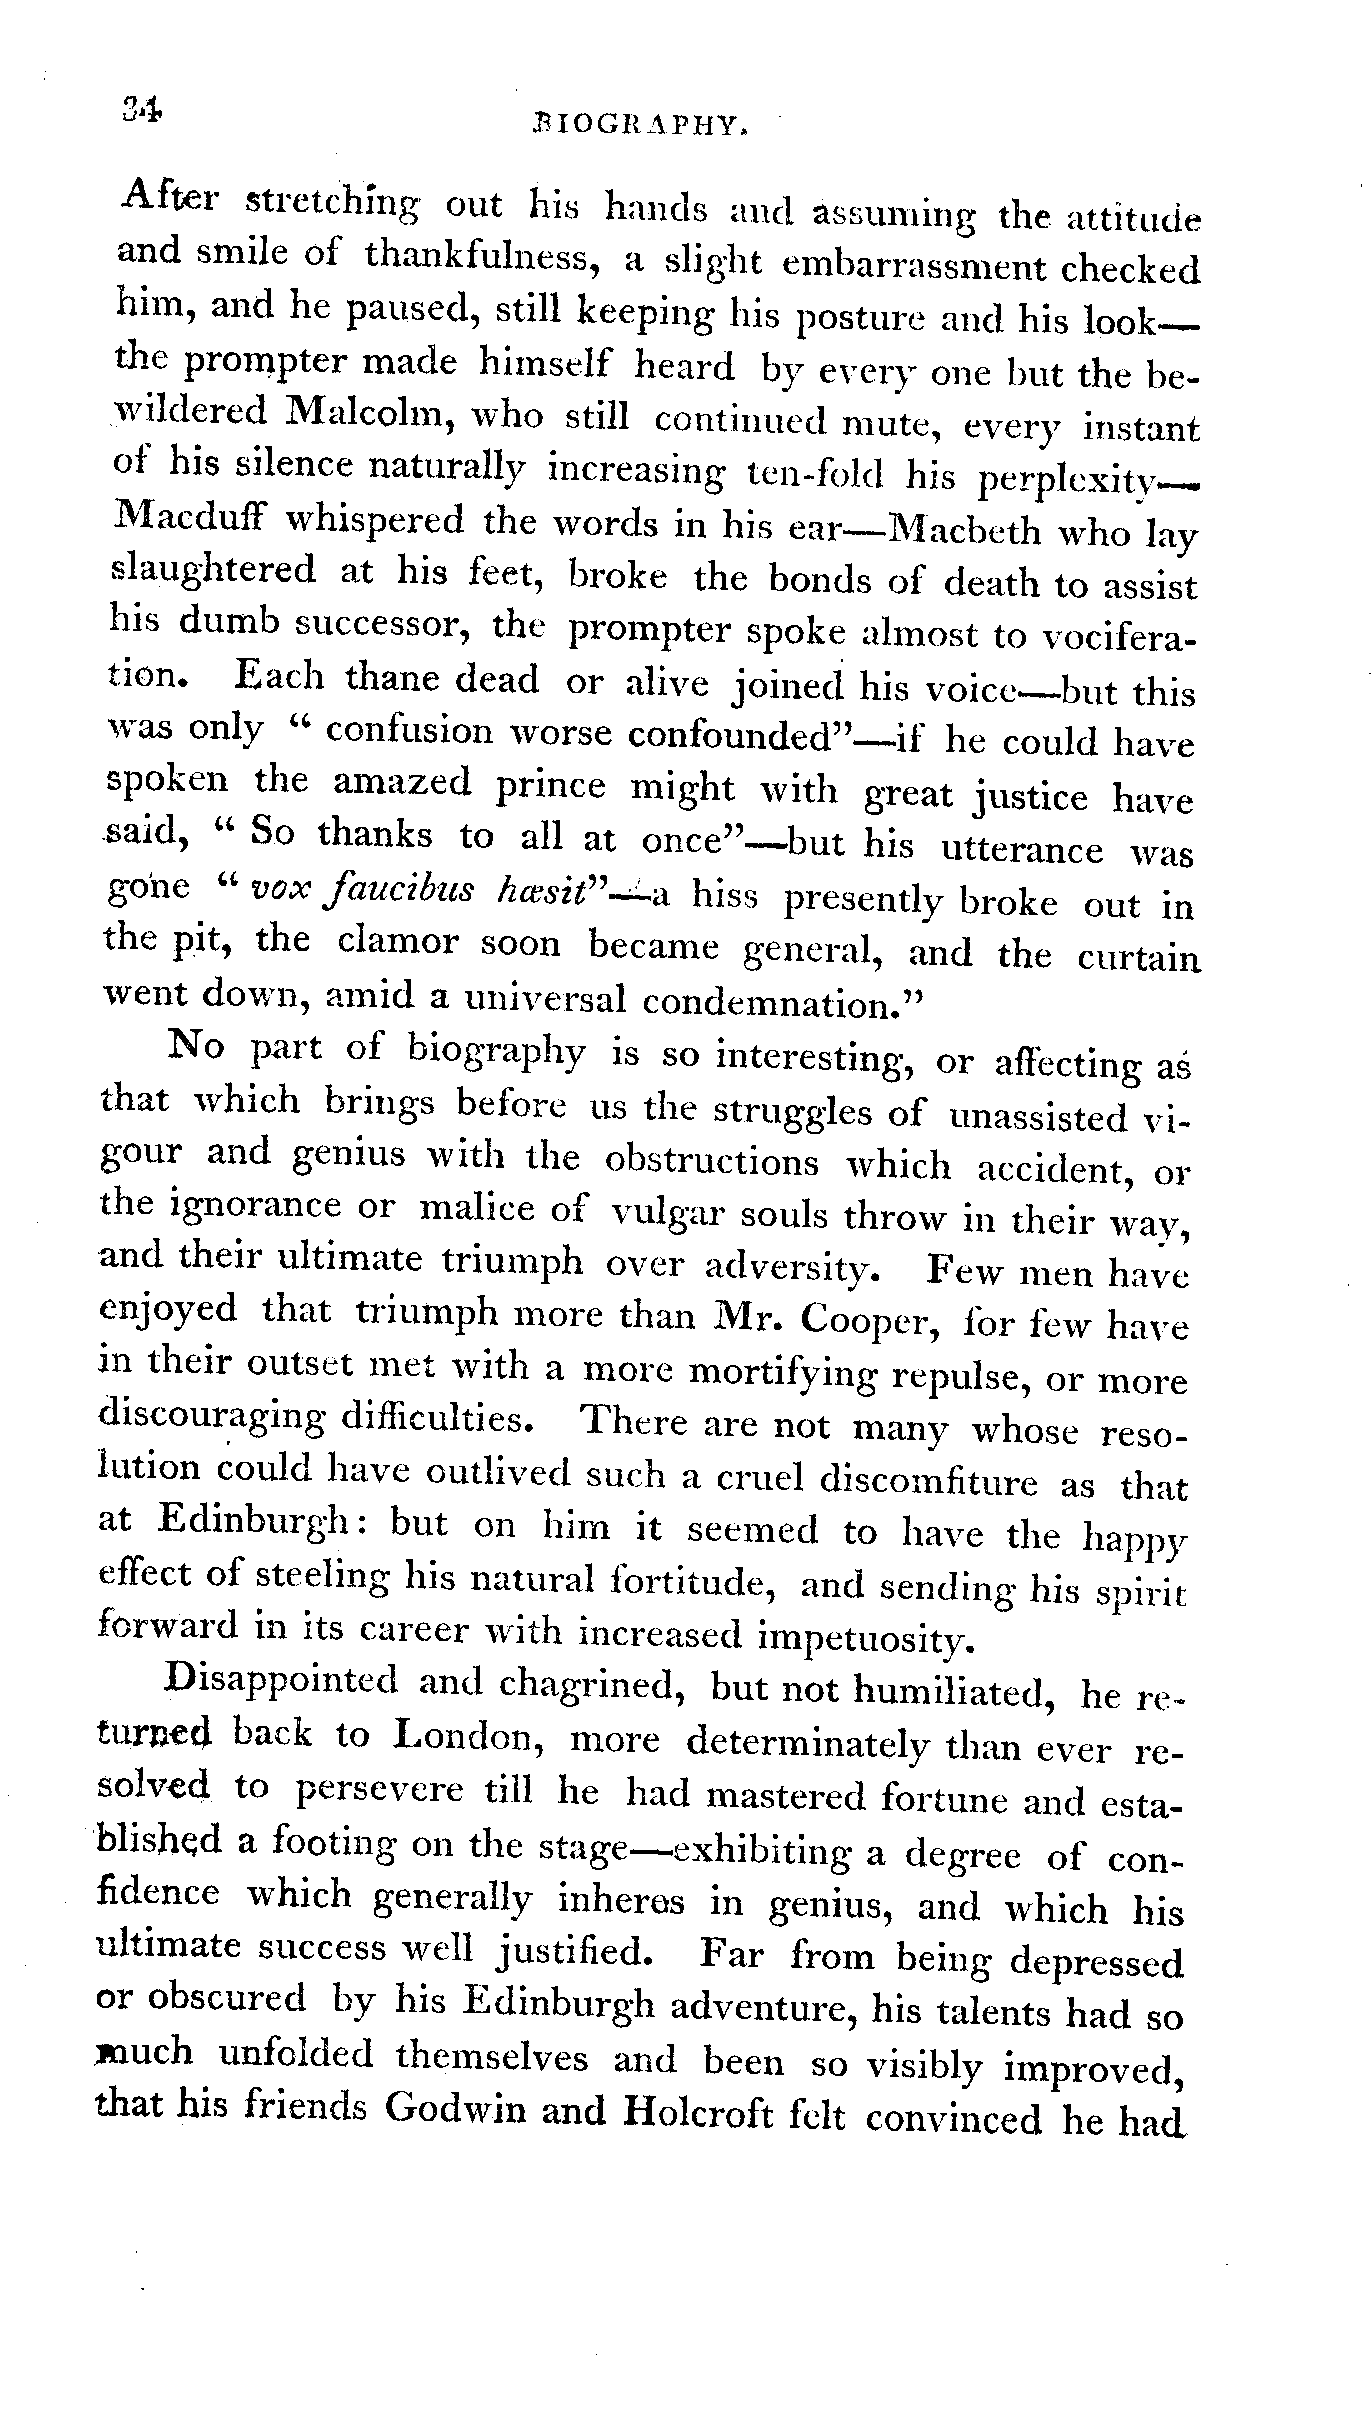 34
BIOGRAPHY.
After stretching out his hands and assuming the attitude
and smile of thankfulness, a slight embarrassment checked
him, and he paused, still keeping his posture and his look—
the prompter made himself heard by every one but the be-
wildered Malcolm, who still continued mute, every instant
of his silence naturally increasing ten-fold his perplexity—
Macduff whispered the words in his ear—Macbeth who lay
slaughtered at his feet, broke the bonds of death to assist
his dumb successor, the prompter spoke almost to vocifera-
tion. Each thane dead or alive joined his voice—but this
was only “ confusion worse confounded”—if he could have
spoken the amazed prince might with great justice have
said, “ So thanks to all at once”—but his utterance was
gone “ vox faucibus hæsit”—a hiss presently broke out in
the pit, the clamor soon became general, and the curtain
went down, amid a universal condemnation.”
No part of biography is so interesting, or affecting as
that which brings before us the struggles of unassisted vi-
gour and genius with the obstructions which accident, or
the ignorance or malice of vulgar souls throw in their way,
and their ultimate triumph over adversity. Few men have
enjoyed that triumph more than Mr. Cooper, for few have
in their outset met with a more mortifying repulse, or more
discouraging difficulties. There are not many whose reso-
lution could have outlived such a cruel discomfiture as that
at Edinburgh: but on him it seemed to have the happy
effect of steeling his natural fortitude, and sending his spirit
forward in its career with increased impetuosity.
Disappointed and chagrined, but not humiliated, he re-
turned back to London, more determinately than ever re-
solved to persevere till he had mastered fortune and esta-
blished a footing on the stage—exhibiting a degree of con-
fidence which generally inheres in genius, and which his
ultimate success well justified. Far from being depressed
or obscured by his Edinburgh adventure, his talents had so
much unfolded themselves and been so visibly improved,
that his friends Godwin and Holcroft felt convinced he had